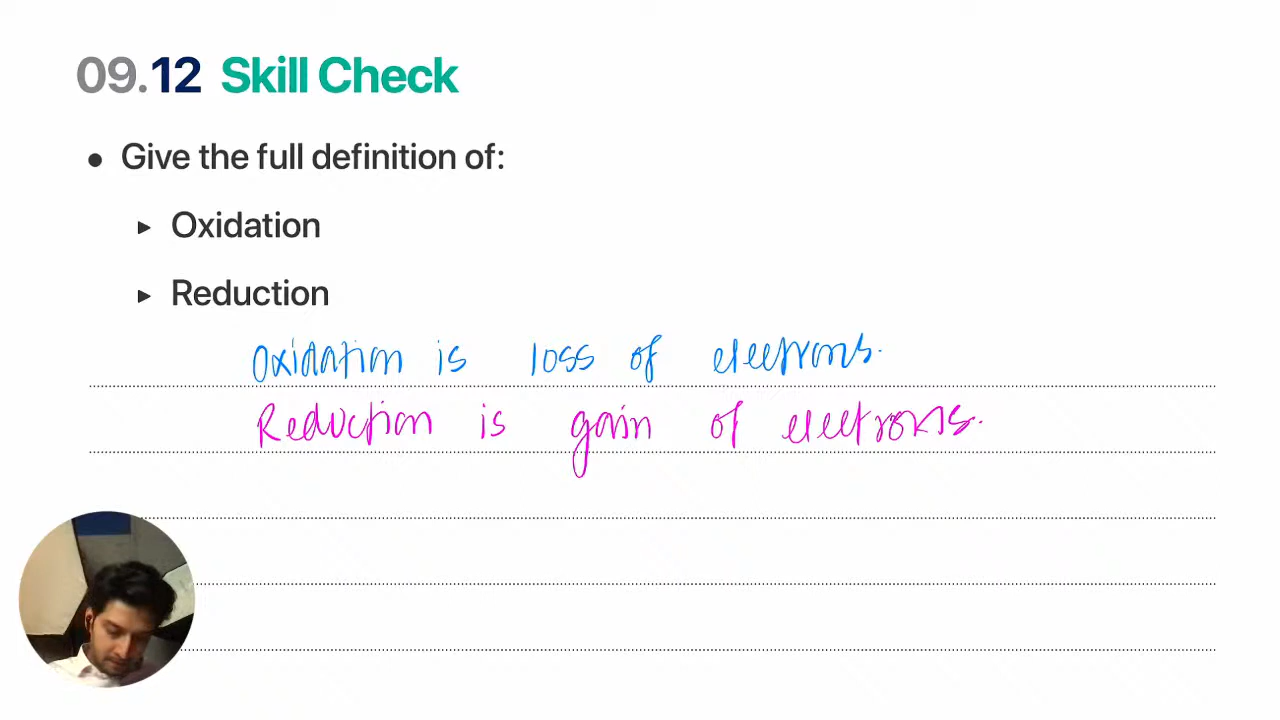 09.12 Skill Check
• Give the full definition of:
▸ Oxidation
▸ Reduction
Oxidation is loss of electrons.
Reduction is gain of electrons.